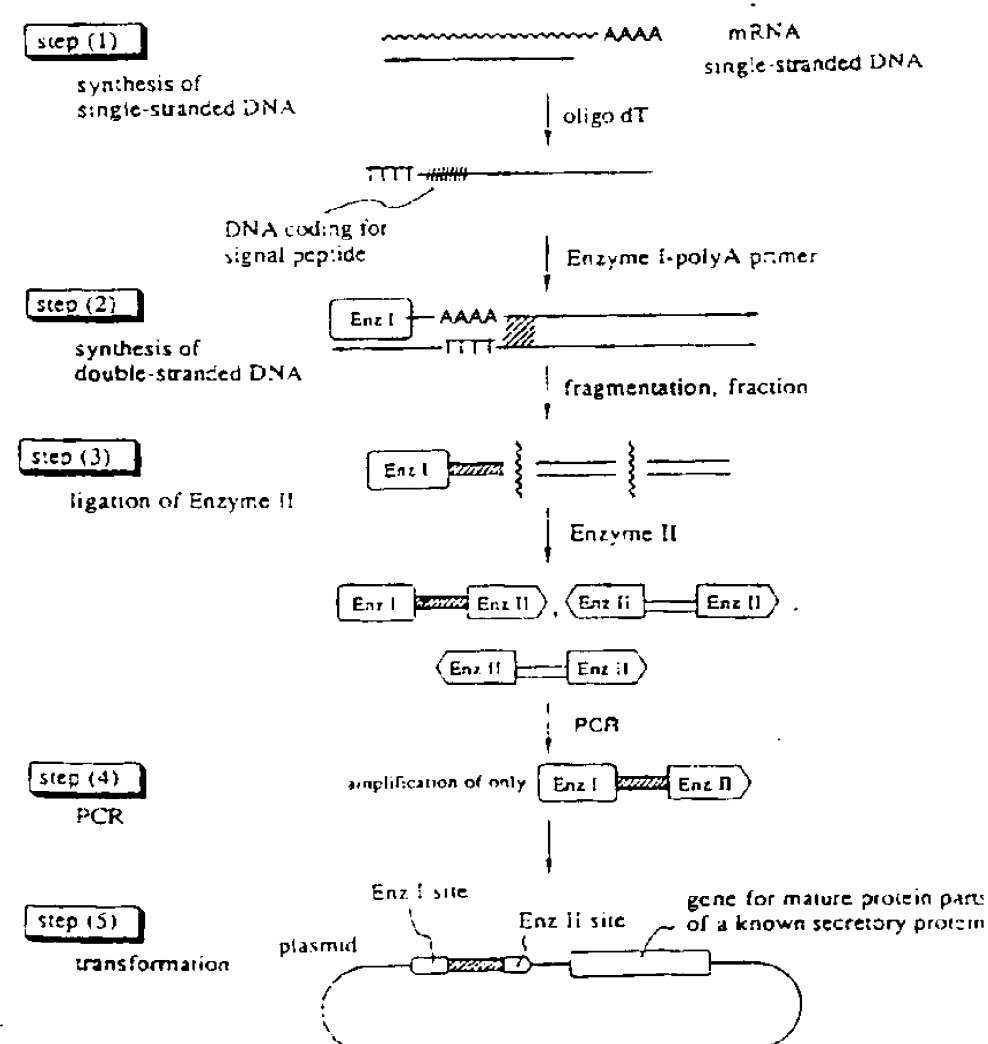 step (1)
AAAA mRNA
single-stranded DNA
synthesis of
single-stranded DNA
oligo dT
TTTT
DNA coding for
signal peptide
Enzyme I-polyA primer
step (2)
Enz I AAAA
TTTT
synthesis of
double-stranded DNA
fragmentation, fraction
step (3)
Enz I
ligation of Enzyme II
Enzyme II
Enz I Enz II , Enz II Enz II .
Enz II Enz II
PCR
step (4)
amplification of only Enz I Enz II
PCR
Enz I site
gene for mature protein parts
step (5)
Enz II site
of a known secretory protein
plasmid
transformation